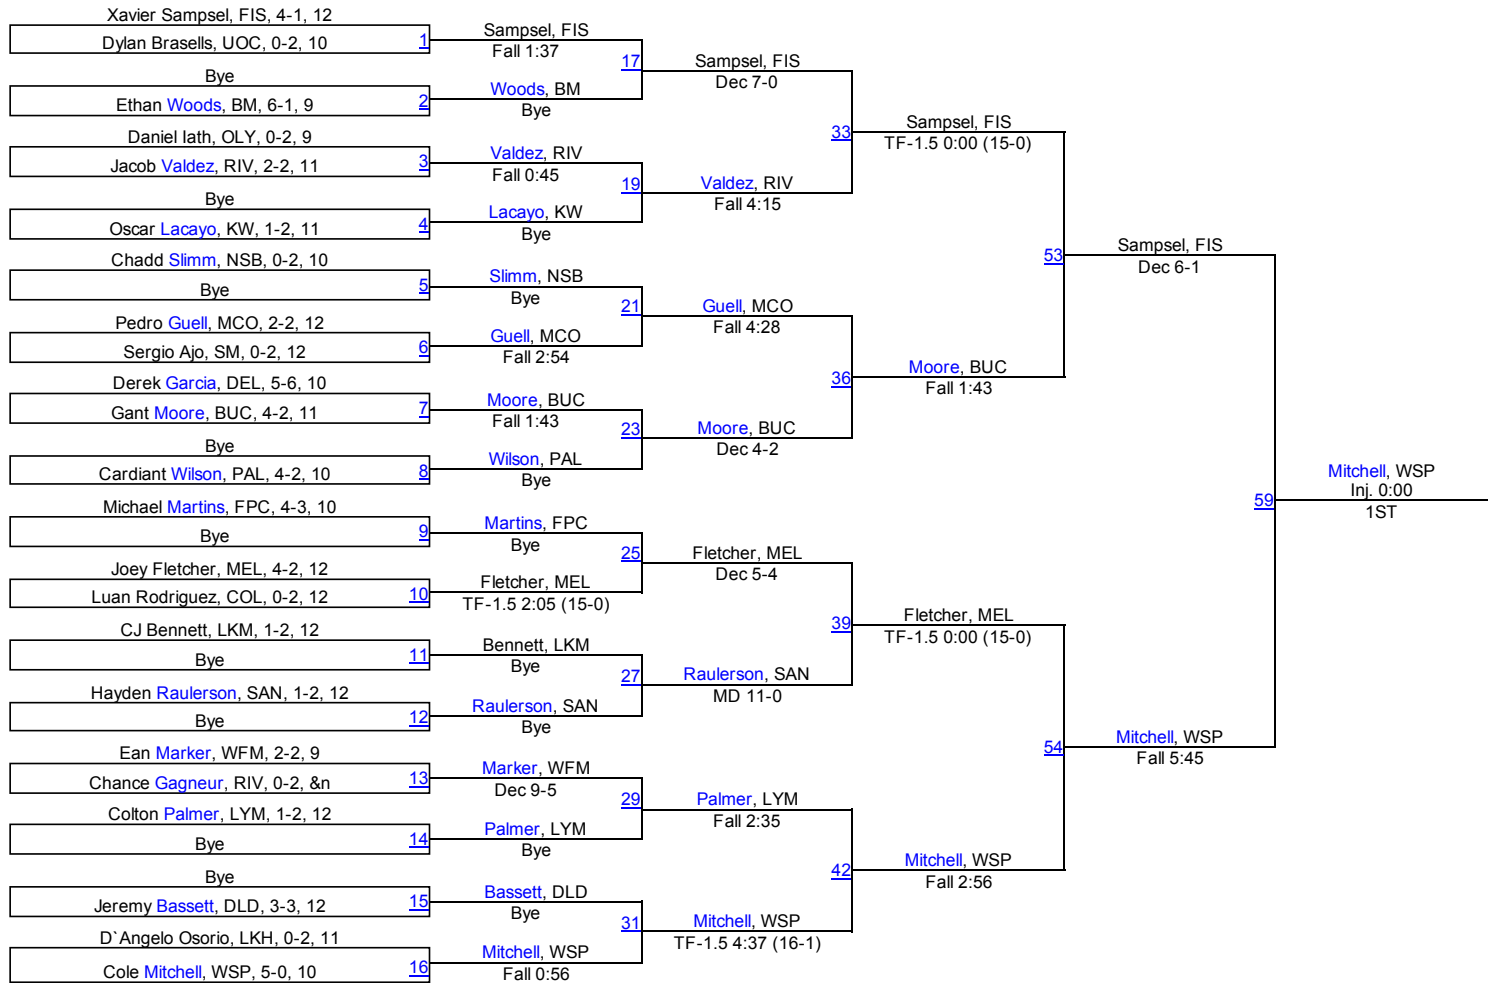 Xavier Sampsel, FIS, 4-1, 12
Dylan Brasells, UOC, 0-2, 10
1
Bye
Ethan Woods, BM, 6-1, 9
2
Daniel Iath, OLY, 0-2, 9
Jacob Valdez, RIV, 2-2, 11
3
Bye
Oscar Lacayo, KW, 1-2, 11
4
Chadd Slimm, NSB, 0-2, 10
Bye
5
Pedro Guell, MCO, 2-2, 12
Sergio Ajo, SM, 0-2, 12
6
Derek Garcia, DEL, 5-6, 10
Gant Moore, BUC, 4-2, 11
7
Bye
Cardiant Wilson, PAL, 4-2, 10
8
Michael Martins, FPC, 4-3, 10
Bye
9
Joey Fletcher, MEL, 4-2, 12
Luan Rodriguez, COL, 0-2, 12
10
CJ Bennett, LKM, 1-2, 12
Bye
11
Hayden Raulerson, SAN, 1-2, 12
Bye
12
Ean Marker, WFM, 2-2, 9
Chance Gagneur, RIV, 0-2, &n
13
Colton Palmer, LYM, 1-2, 12
Bye
14
Bye
Jeremy Bassett, DLD, 3-3, 12
15
D`Angelo Osorio, LKH, 0-2, 11
Cole Mitchell, WSP, 5-0, 10
16
Sampsel, FIS
Fall 1:37
17
Woods, BM
Bye
Valdez, RIV
Fall 0:45
19
Lacayo, KW
Bye
Slimm, NSB
Bye
21
Guell, MCO
Fall 2:54
Moore, BUC
Fall 1:43
23
Wilson, PAL
Bye
Martins, FPC
Bye
25
Fletcher, MEL
TF-1.5 2:05 (15-0)
Bennett, LKM
Bye
27
Raulerson, SAN
Bye
Marker, WFM
Dec 9-5
29
Palmer, LYM
Bye
Bassett, DLD
Bye
31
Mitchell, WSP
Fall 0:56
Sampsel, FIS
Dec 7-0
33
Valdez, RIV
Fall 4:15
Guell, MCO
Fall 4:28
36
Moore, BUC
Dec 4-2
Fletcher, MEL
Dec 5-4
39
Raulerson, SAN
MD 11-0
Palmer, LYM
Fall 2:35
42
Mitchell, WSP
TF-1.5 4:37 (16-1)
Sampsel, FIS
TF-1.5 0:00 (15-0)
53
Moore, BUC
Fall 1:43
Fletcher, MEL
TF-1.5 0:00 (15-0)
54
Mitchell, WSP
Fall 2:56
Sampsel, FIS
Dec 6-1
59
Mitchell, WSP
Fall 5:45
Mitchell, WSP
Inj. 0:00
1ST